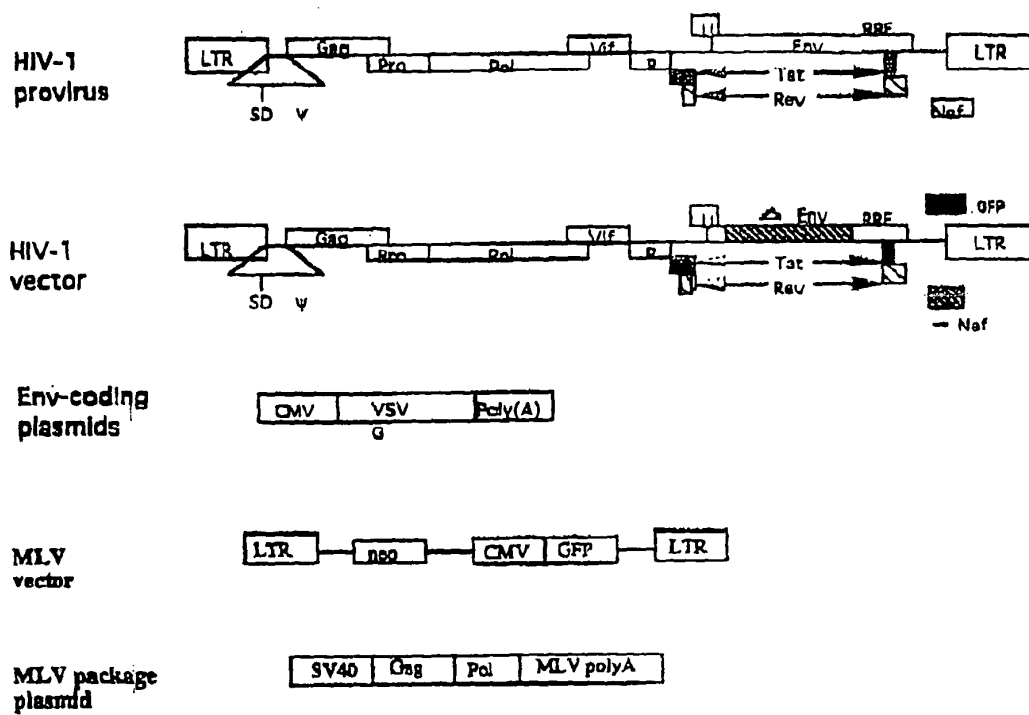 HIV-1
provirus
LTR
Gag
Pro
Pol
Vif
R
U
Env
RRE
LTR
Tat
Rev
Nef
SD ψ
HIV-1
vector
LTR
Gag
Pro
Pol
Vif
R
U
Δ Env
RRE
GFP
LTR
Tat
Rev
SD ψ
- Nef
Env-coding
plasmids
CMV VSV Poly(A)
G
MLV
vector
LTR neo CMV GFP LTR
MLV package
plasmid
SV40 Gag Pol MLV polyA